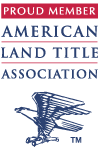 PROUD MEMBER
AMERICAN
LAND TITLE
ASSOCIATION
TM